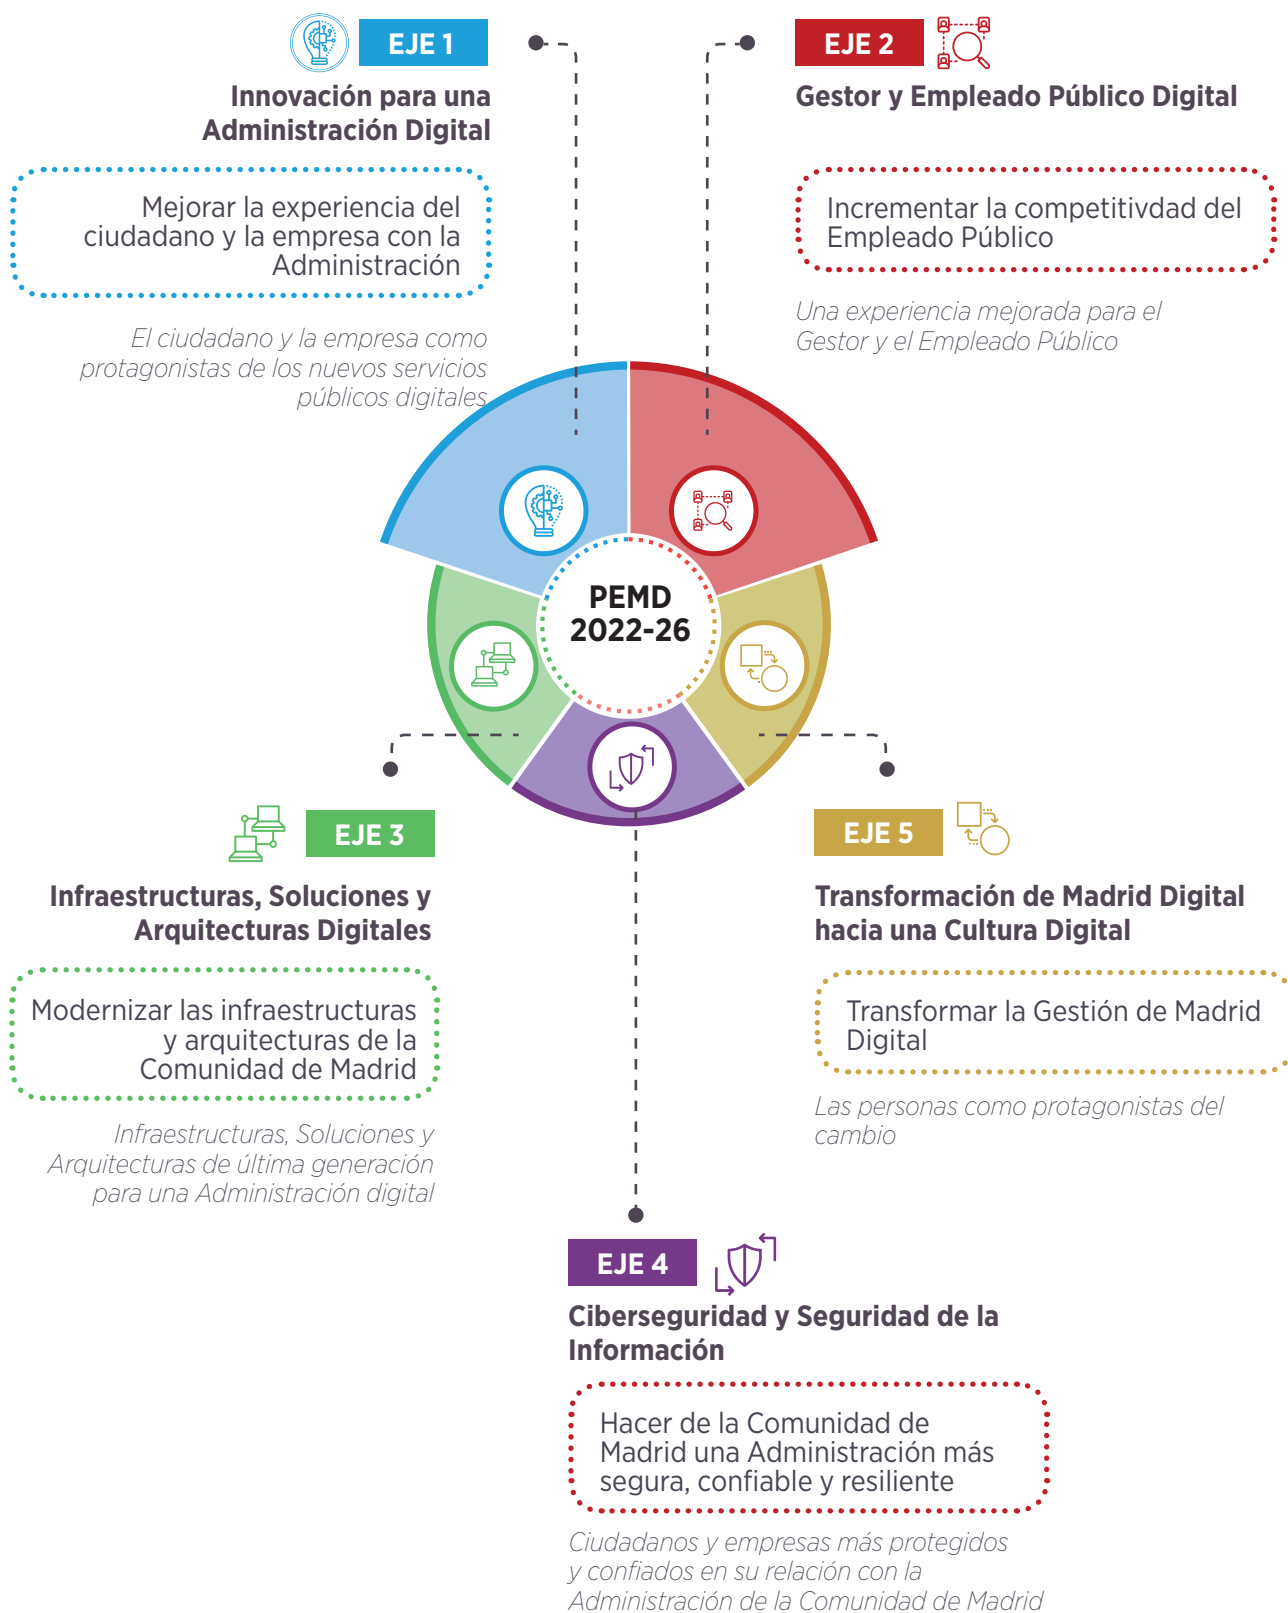 EJE 1
Innovación para una
Administración Digital
Mejorar la experiencia del
ciudadano y la empresa con la
Administración
El ciudadano y la empresa como
protagonistas de los nuevos servicios
públicos digitales
EJE 2
Gestor y Empleado Público Digital
Incrementar la competitivdad del
Empleado Público
Una experiencia mejorada para el
Gestor y el Empleado Público
PEMD
2022-26
EJE 3
Infraestructuras, Soluciones y
Arquitecturas Digitales
Modernizar las infraestructuras
y arquitecturas de la
Comunidad de Madrid
Infraestructuras, Soluciones y
Arquitecturas de última generación
para una Administración digital
EJE 5
Transformación de Madrid Digital
hacia una Cultura Digital
Transformar la Gestión de Madrid
Digital
Las personas como protagonistas del
cambio
EJE 4
Ciberseguridad y Seguridad de la
Información
Hacer de la Comunidad de
Madrid una Administración más
segura, confiable y resiliente
Ciudadanos y empresas más protegidos
y confiados en su relación con la
Administración de la Comunidad de Madrid